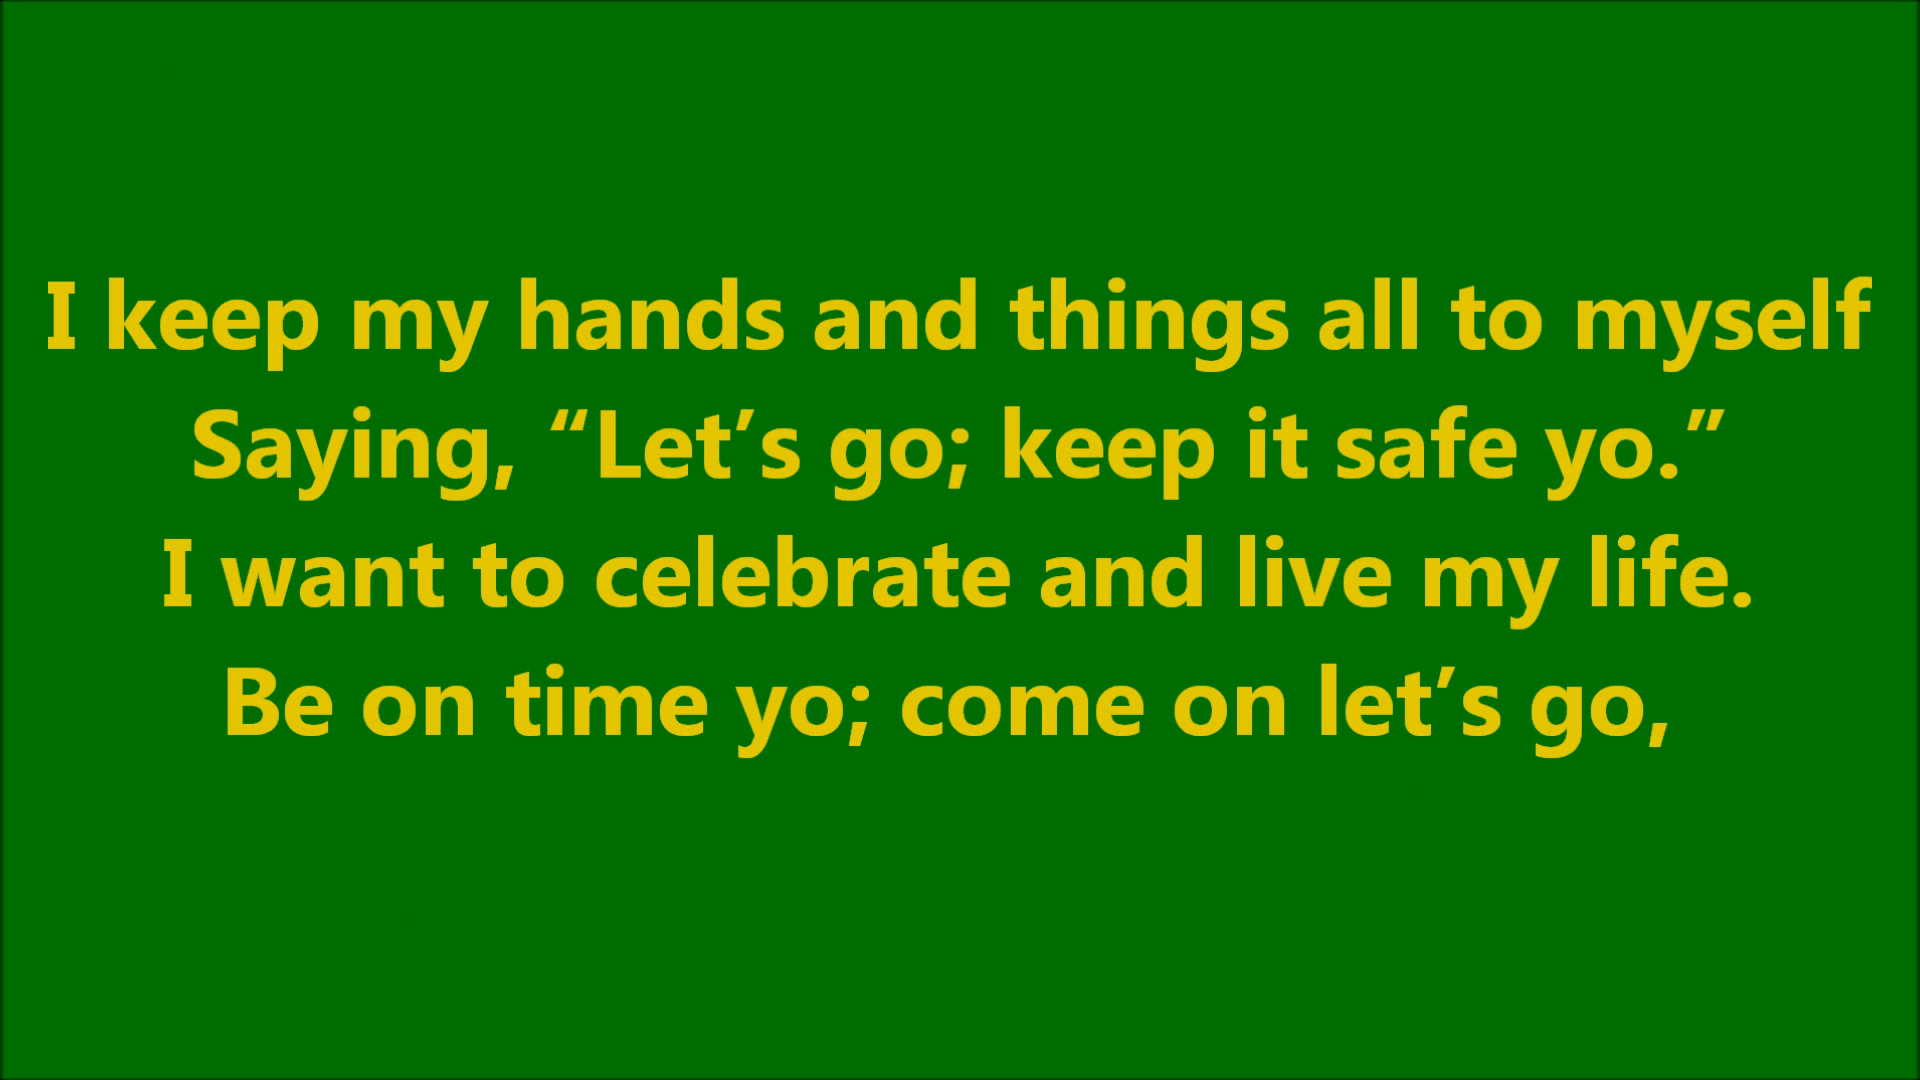 I keep my hands and things all to myself
Saying, “Let’s go; keep it safe yo.”
I want to celebrate and live my life.
Be on time yo; come on let’s go,